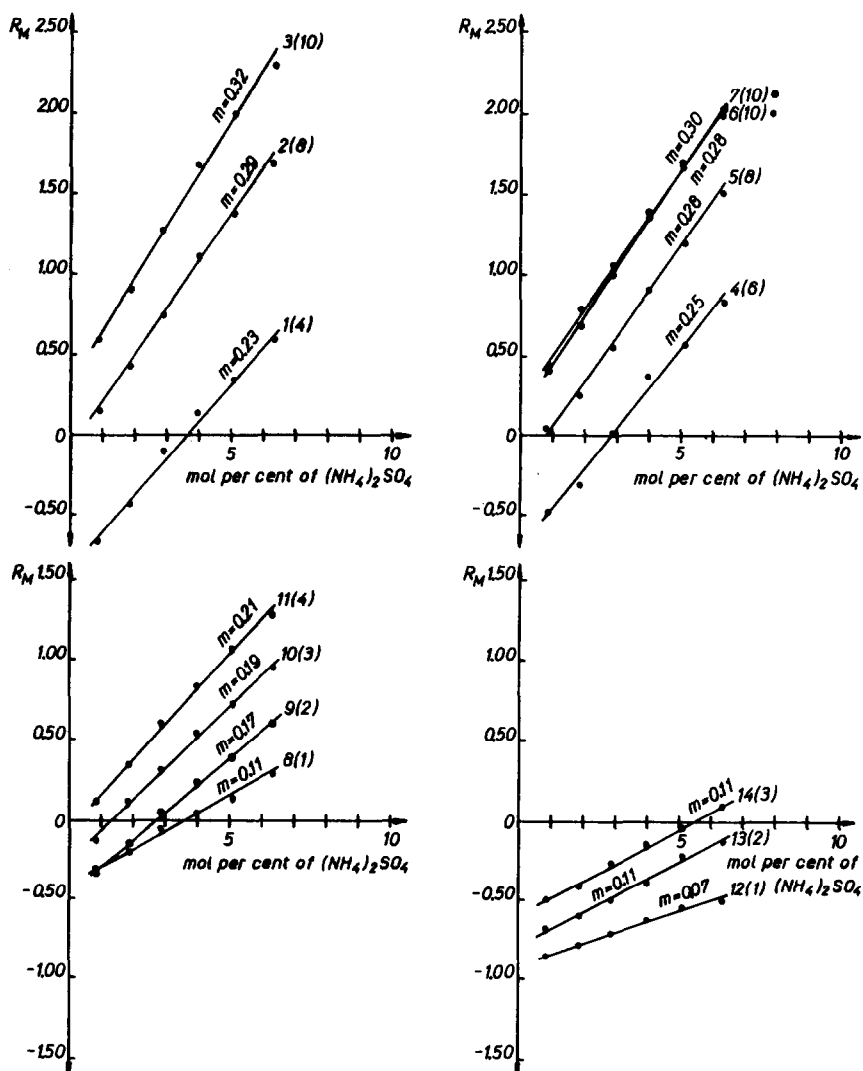 R_M 2.50
2.00
1.50
1.00
0.50
0
-0.50
3(10)
m=0.32
2(8)
m=0.29
1(4)
m=0.23
5
10
mol per cent of (NH4)2SO4
R_M 2.50
2.00
1.50
1.00
0.50
0
-0.50
7(10)
6(10)
m=0.30
m=0.28
5(8)
m=0.28
4(6)
m=0.25
5
10
mol per cent of (NH4)2SO4
R_M 1.50
1.00
0.50
0
-0.50
-1.00
-1.50
11(4)
m=0.21
10(3)
m=0.19
9(2)
m=0.17
8(1)
m=0.11
5
10
mol per cent of (NH4)2SO4
R_M 1.50
1.00
0.50
0
-0.50
-1.00
-1.50
m=0.11
14(3)
5
10
13(2)
mol per cent of
m=0.11
m=0.07
12(1)
(NH4)2SO4